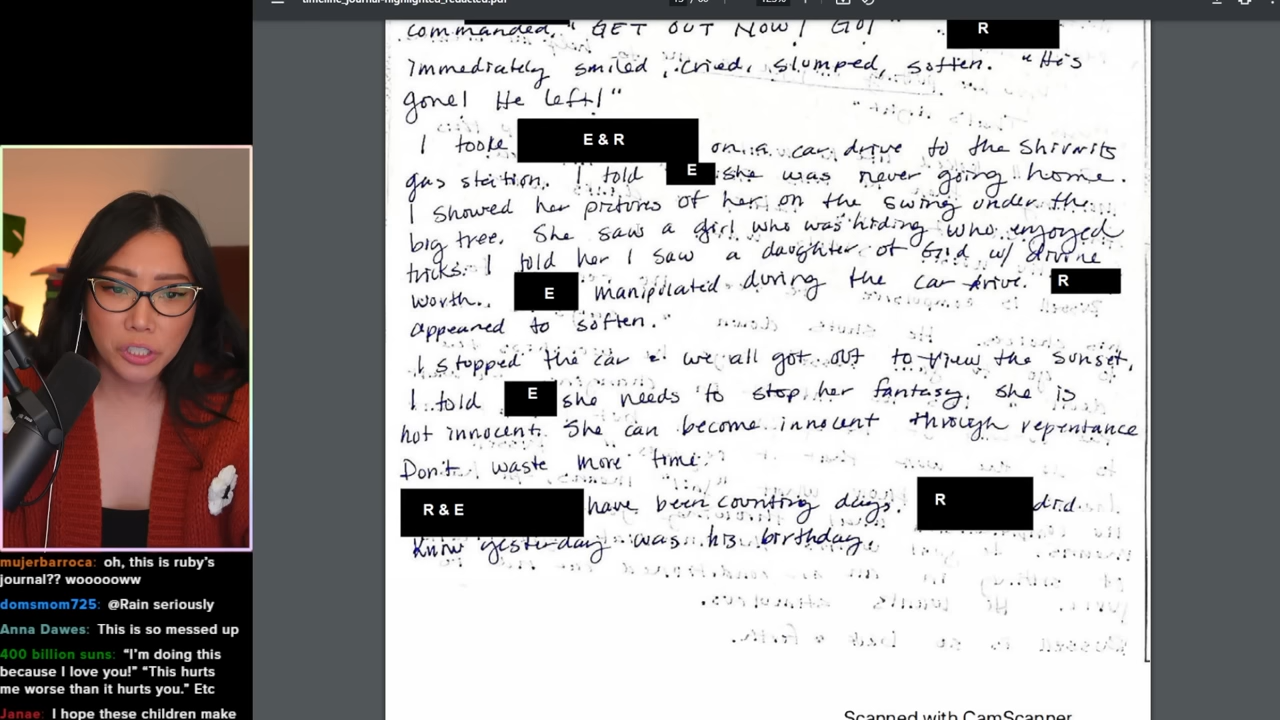 timeline_journal-highlighted_redacted.pdf
commanded, "GET OUT NOW! GO!" R
immediately smiled, cried, slumped, soften. "He's
gone! He left!"
I tooke E & R on a car drive to the Shivwits
gas station. I told E she was never going home.
I showed her pictures of her on the swing under the
big tree. She saw a girl who was hiding who enjoyed
tricks. I told her I saw a daughter of God w/ divine
worth. E manipulated during the car drive. R
appeared to soften."
I stopped the car & we all got out to view the sunset.
I told E she needs to stop her fantasy. she is
not innocent. She can become innocent through repentance
Don't waste more time.
R & E have been counting days. R did
know yesterday was his birthday.
Scanned with CamScanner
mujerbarroca: oh, this is ruby's
journal?? woooooww
domsmom725: @Rain seriously
Anna Dawes: This is so messed up
400 billion suns: "I'm doing this
because I love you!" "This hurts
me worse than it hurts you." Etc
Janae: I hope these children make